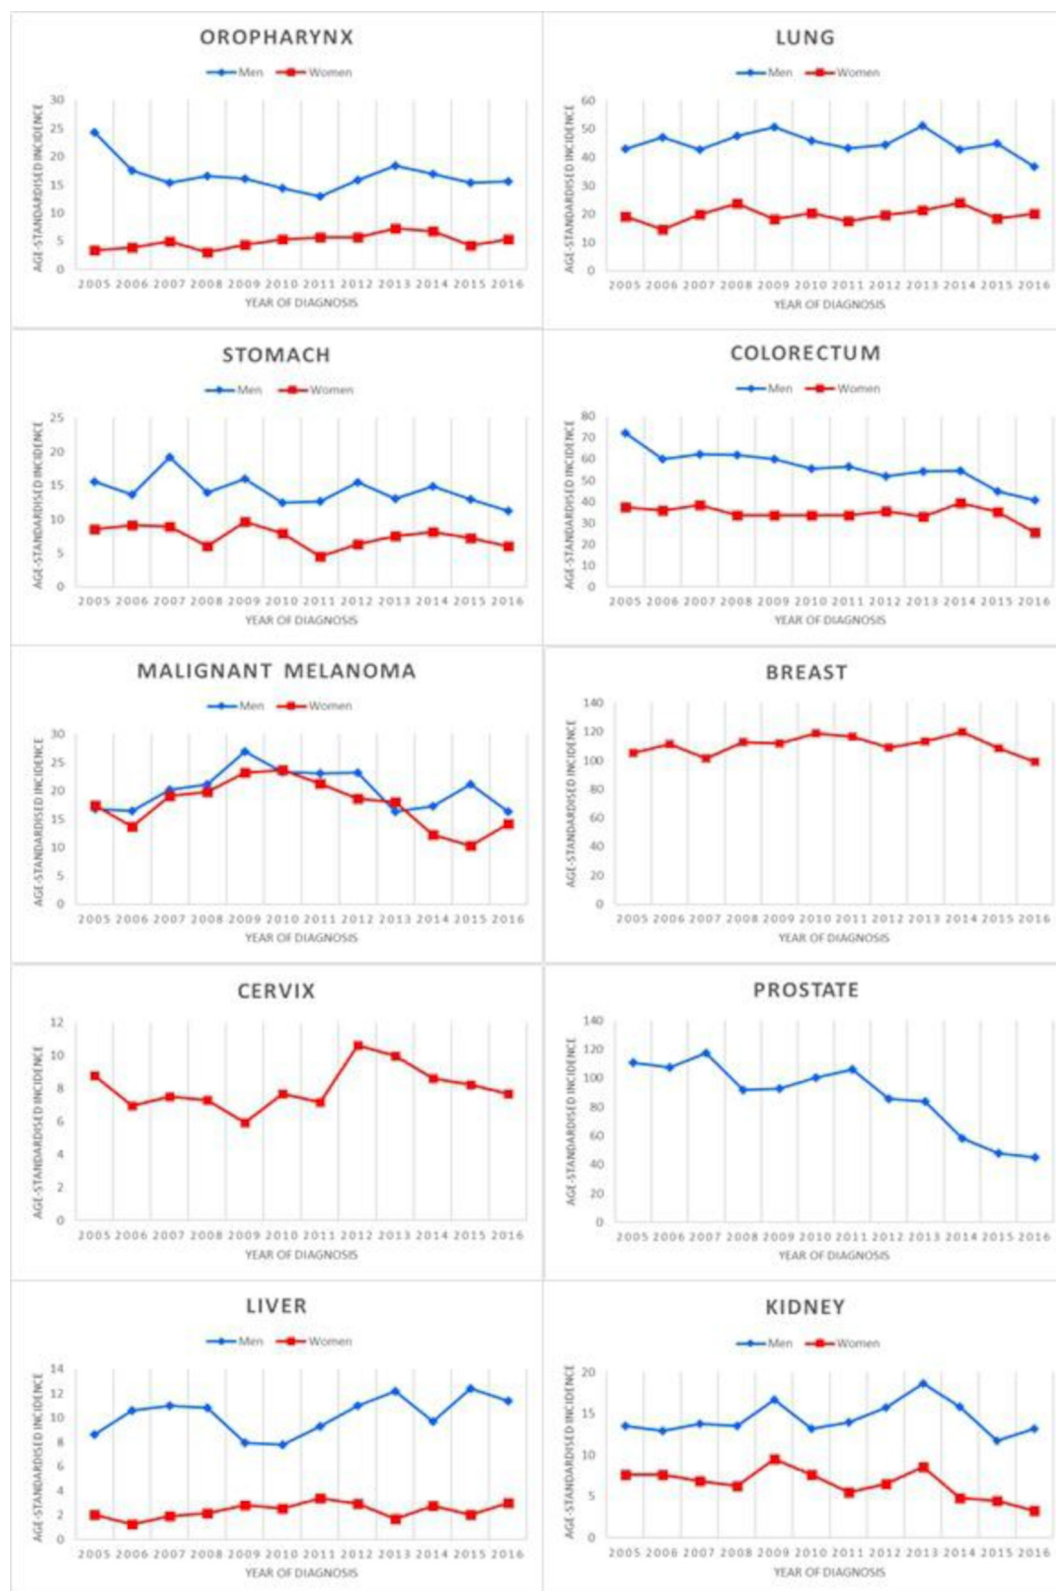 OROPHARYNX
Men Women
AGE-STANDARDISED INCIDENCE
30
25
20
15
10
5
0
2005 2006 2007 2008 2009 2010 2011 2012 2013 2014 2015 2016
YEAR OF DIAGNOSIS
LUNG
Men Women
AGE-STANDARDISED INCIDENCE
60
50
40
30
20
10
0
2005 2006 2007 2008 2009 2010 2011 2012 2013 2014 2015 2016
YEAR OF DIAGNOSIS
STOMACH
Men Women
AGE-STANDARDISED INCIDENCE
25
20
15
10
5
0
2005 2006 2007 2008 2009 2010 2011 2012 2013 2014 2015 2016
YEAR OF DIAGNOSIS
COLORECTUM
Men Women
AGE-STANDARDISED INCIDENCE
80
70
60
50
40
30
20
10
0
2005 2006 2007 2008 2009 2010 2011 2012 2013 2014 2015 2016
YEAR OF DIAGNOSIS
MALIGNANT MELANOMA
Men Women
AGE-STANDARDISED INCIDENCE
30
25
20
15
10
5
0
2005 2006 2007 2008 2009 2010 2011 2012 2013 2014 2015 2016
YEAR OF DIAGNOSIS
BREAST
AGE-STANDARDISED INCIDENCE
140
120
100
80
60
40
20
0
2005 2006 2007 2008 2009 2010 2011 2012 2013 2014 2015 2016
YEAR OF DIAGNOSIS
CERVIX
AGE-STANDARDISED INCIDENCE
12
10
8
6
4
2
0
2005 2006 2007 2008 2009 2010 2011 2012 2013 2014 2015 2016
YEAR OF DIAGNOSIS
PROSTATE
AGE-STANDARDISED INCIDENCE
140
120
100
80
60
40
20
0
2005 2006 2007 2008 2009 2010 2011 2012 2013 2014 2015 2016
YEAR OF DIAGNOSIS
LIVER
Men Women
AGE-STANDARDISED INCIDENCE
14
12
10
8
6
4
2
0
2005 2006 2007 2008 2009 2010 2011 2012 2013 2014 2015 2016
YEAR OF DIAGNOSIS
KIDNEY
Men Women
AGE-STANDARDISED INCIDENCE
20
15
10
5
0
2005 2006 2007 2008 2009 2010 2011 2012 2013 2014 2015 2016
YEAR OF DIAGNOSIS